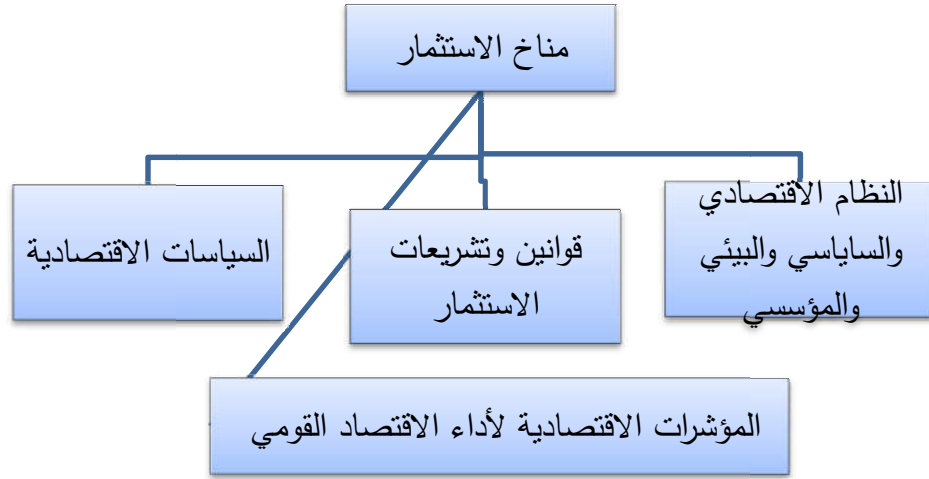 مناخ الاستثمار
النظام الاقتصادي
والساياسي والبيئي
والمؤسسي
قوانين وتشريعات
الاستثمار
السياسات الاقتصادية
المؤشرات الاقتصادية لأداء الاقتصاد القومي